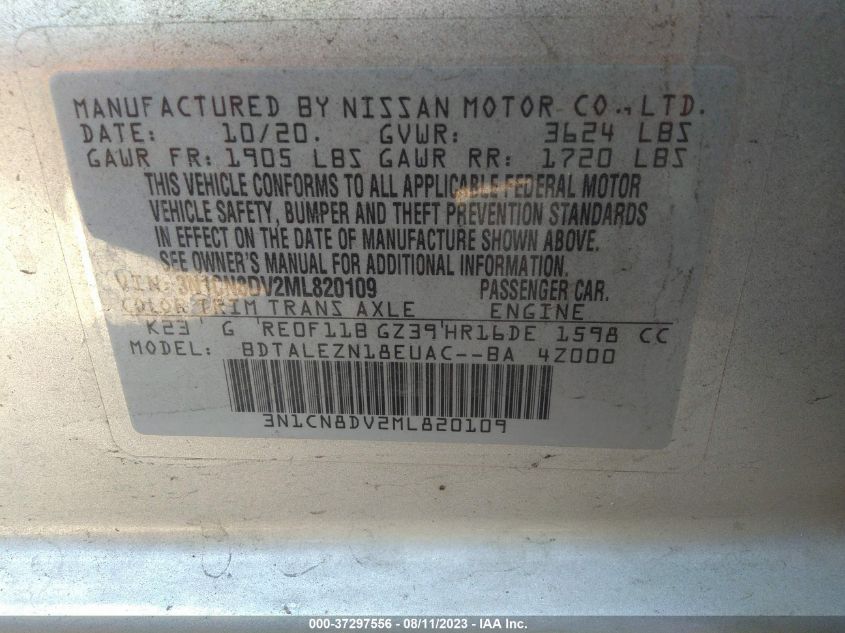 MANUFACTURED BY NISSAN MOTOR CO., LTD.
DATE: 10/20. GVWR: 3624 LBS
GAWR FR: 1905 LBS GAWR RR: 1720 LBS
THIS VEHICLE CONFORMS TO ALL APPLICABLE FEDERAL MOTOR
VEHICLE SAFETY, BUMPER AND THEFT PREVENTION STANDARDS
IN EFFECT ON THE DATE OF MANUFACTURE SHOWN ABOVE.
SEE OWNER'S MANUAL FOR ADDITIONAL INFORMATION.
VIN: 3N1CN8DV2ML820109 PASSENGER CAR.
COLOR TRIM TRANS AXLE ENGINE
K23' G 'RE0F11B GZ39'HR16DE 1598 CC
MODEL: BDTALEZN18EUAC--BA 4Z000
3N1CN8DV2ML820109
000-37297556 - 08/11/2023 - IAA Inc.